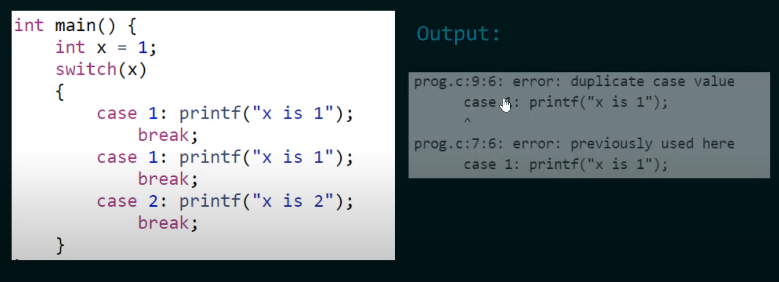 int main() {
int x = 1;
switch(x)
{
case 1: printf("x is 1");
break;
case 1: printf("x is 1");
break;
case 2: printf("x is 2");
break;
}
Output:
prog.c:9:6: error: duplicate case value
case 1: printf("x is 1");
^
prog.c:7:6: error: previously used here
case 1: printf("x is 1");